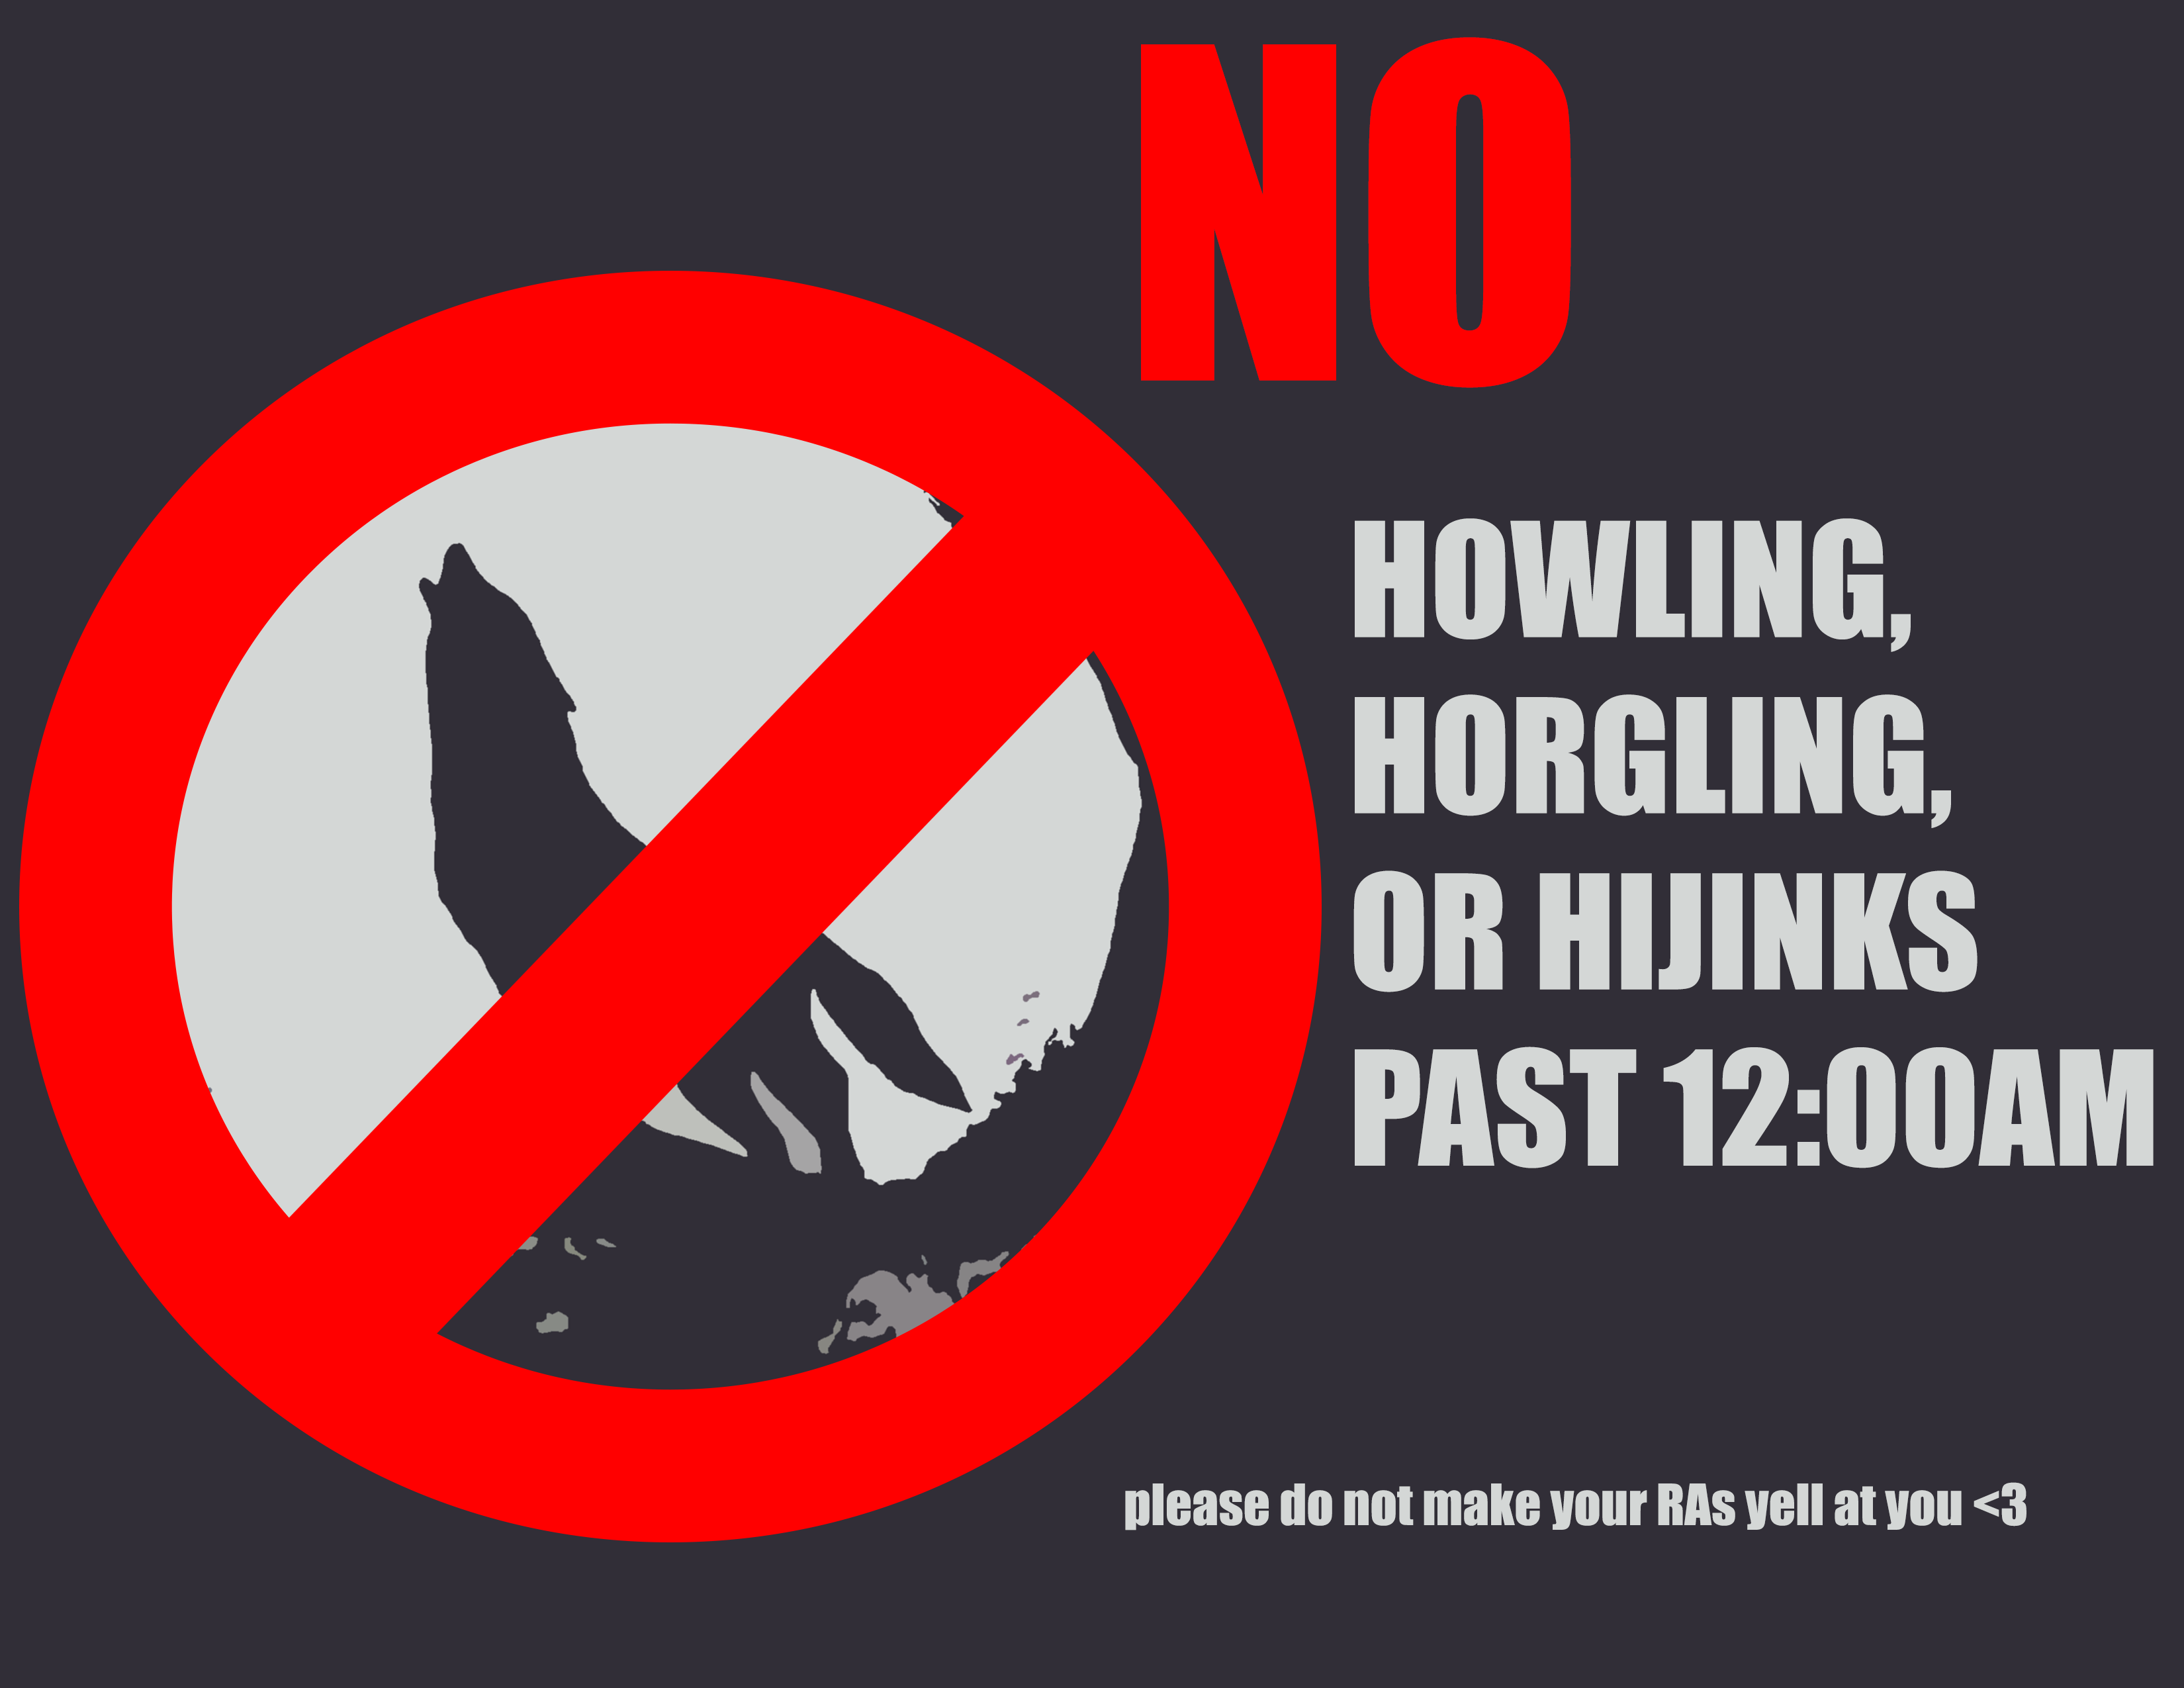 NO
HOWLING,
HORGLING,
OR HIJINKS
PAST 12:00AM
please do not make your RAs yell at you <3